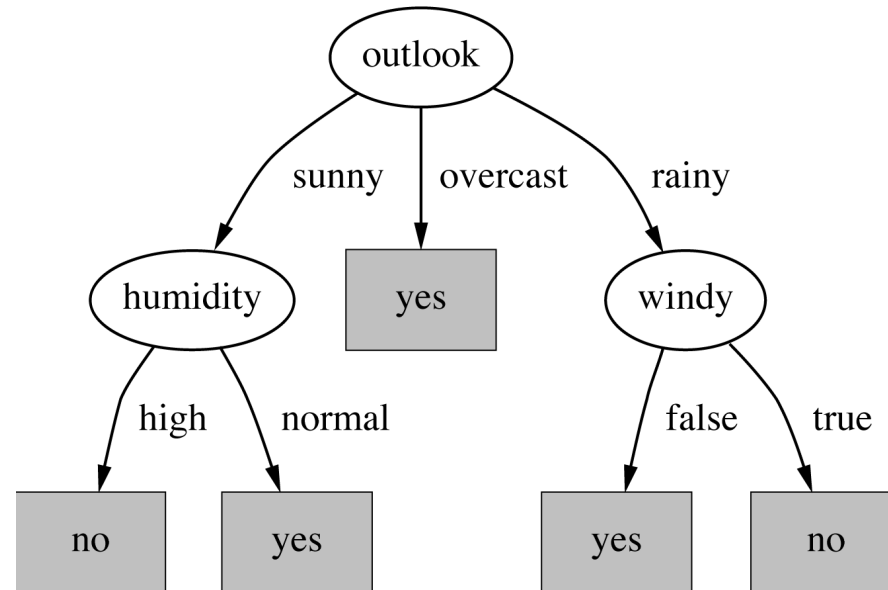 outlook
sunny overcast rainy
humidity yes windy
high normal false true
no yes yes no